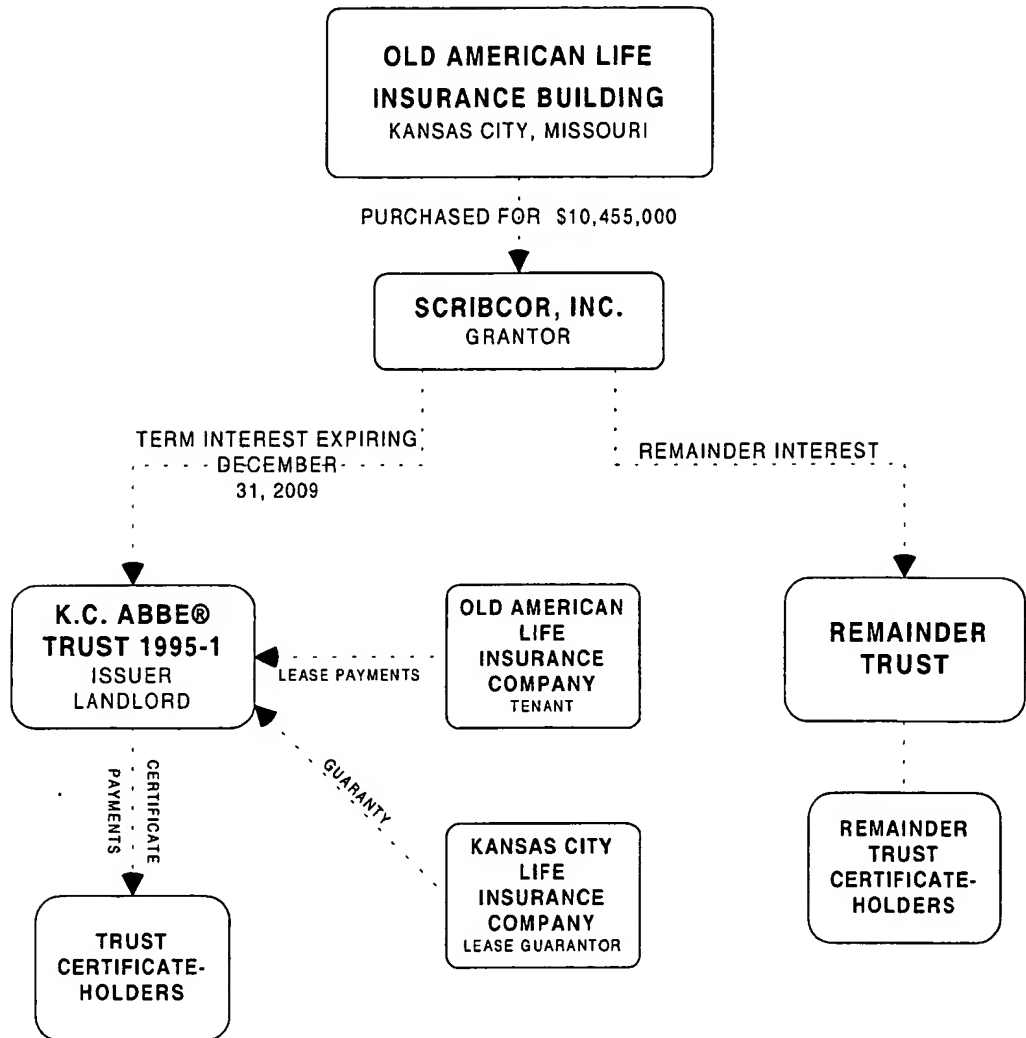 OLD AMERICAN LIFE
INSURANCE BUILDING
KANSAS CITY, MISSOURI
PURCHASED FOR $10,455,000
SCRIBCOR, INC.
GRANTOR
TERM INTEREST EXPIRING
DECEMBER
31, 2009
REMAINDER INTEREST
K.C. ABBE®
TRUST 1995-1
ISSUER
LANDLORD
LEASE PAYMENTS
OLD AMERICAN
LIFE
INSURANCE
COMPANY
TENANT
REMAINDER
TRUST
CERTIFICATE
PAYMENTS
GUARANTY
KANSAS CITY
LIFE
INSURANCE
COMPANY
LEASE GUARANTOR
REMAINDER
TRUST
CERTIFICATE-
HOLDERS
TRUST
CERTIFICATE-
HOLDERS